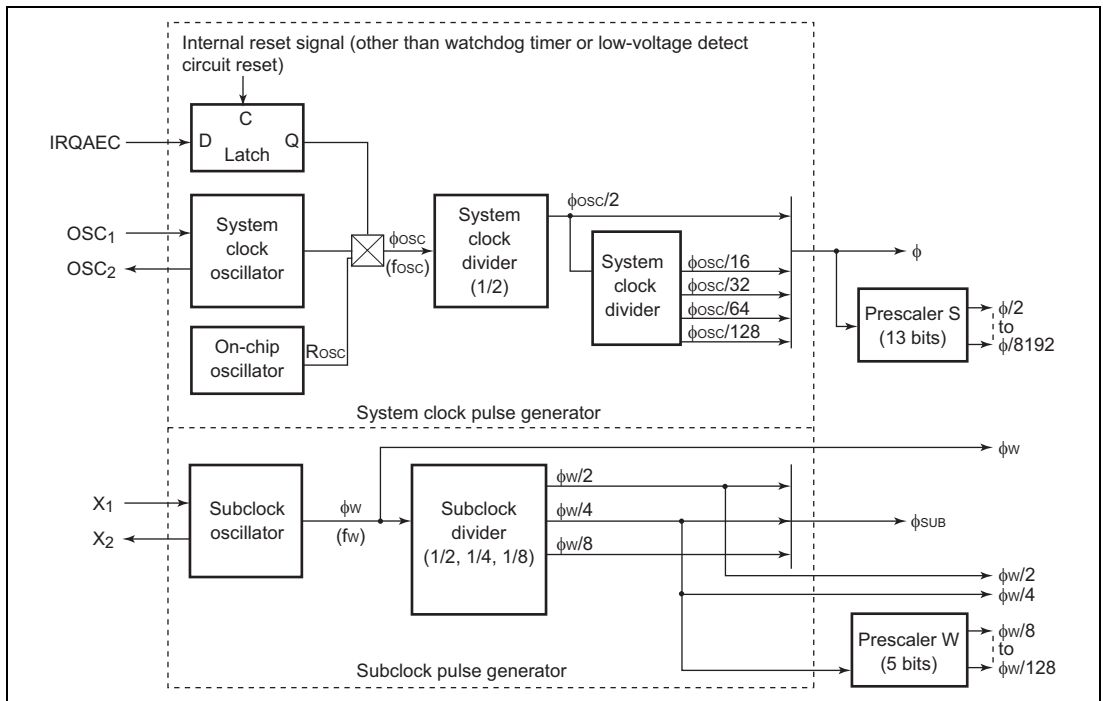 Internal reset signal (other than watchdog timer or low-voltage detect
circuit reset)
C
IRQAEC
D
Q
Latch
OSC1
OSC2
System
clock
oscillator
On-chip
oscillator
ROSC
φOSC
(fOSC)
System
clock
divider
(1/2)
φOSC/2
System
clock
divider
φOSC/16
φOSC/32
φOSC/64
φOSC/128
φ
Prescaler S
(13 bits)
φ/2
to
φ/8192
System clock pulse generator
X1
X2
Subclock
oscillator
φW
(fW)
Subclock
divider
(1/2, 1/4, 1/8)
φW/2
φW/4
φW/8
φW
φSUB
φW/2
φW/4
Prescaler W
(5 bits)
φW/8
to
φW/128
Subclock pulse generator